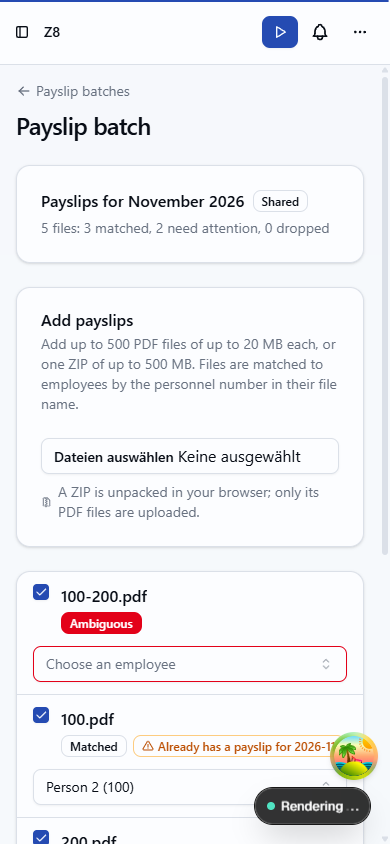 Z8
Payslip batches
Payslip batch
Payslips for November 2026 Shared
5 files: 3 matched, 2 need attention, 0 dropped
Add payslips
Add up to 500 PDF files of up to 20 MB each, or
one ZIP of up to 500 MB. Files are matched to
employees by the personnel number in their file
name.
Dateien auswählen Keine ausgewählt
A ZIP is unpacked in your browser; only its
PDF files are uploaded.
100-200.pdf
Ambiguous
Choose an employee
100.pdf
Matched Already has a payslip for
Person 2 (100)
Rendering ...
200.pdf